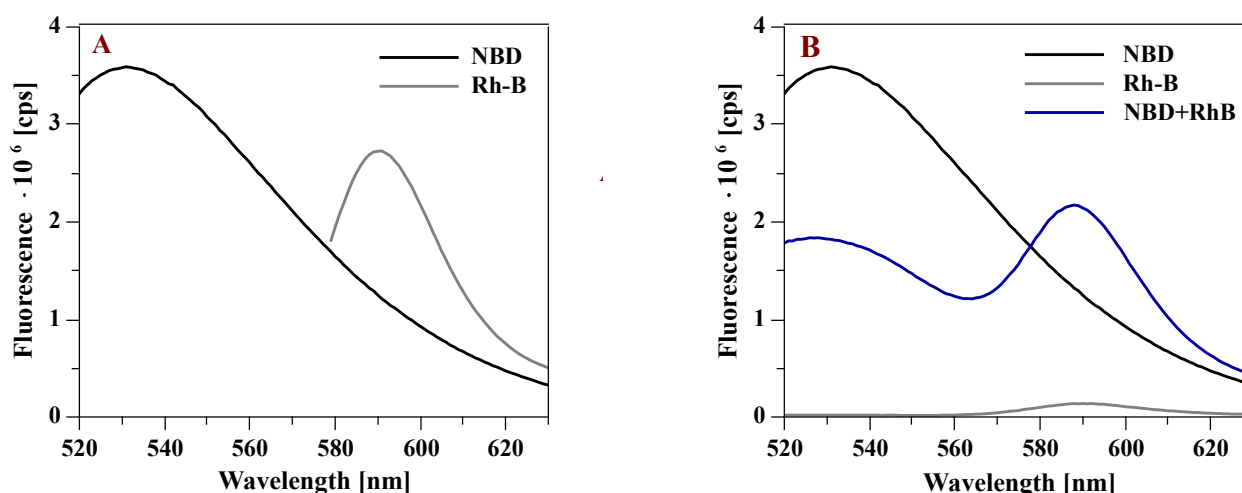 A
NBD
Rh-B
4
3
2
1
0
520 540 560 580 600
Wavelength [nm]
Fluorescence · 10 6 [cps]
B
NBD
Rh-B
NBD+RhB
4
3
2
1
0
520 540 560 580 600 620
Wavelength [nm]
Fluorescence · 10 6 [cps]